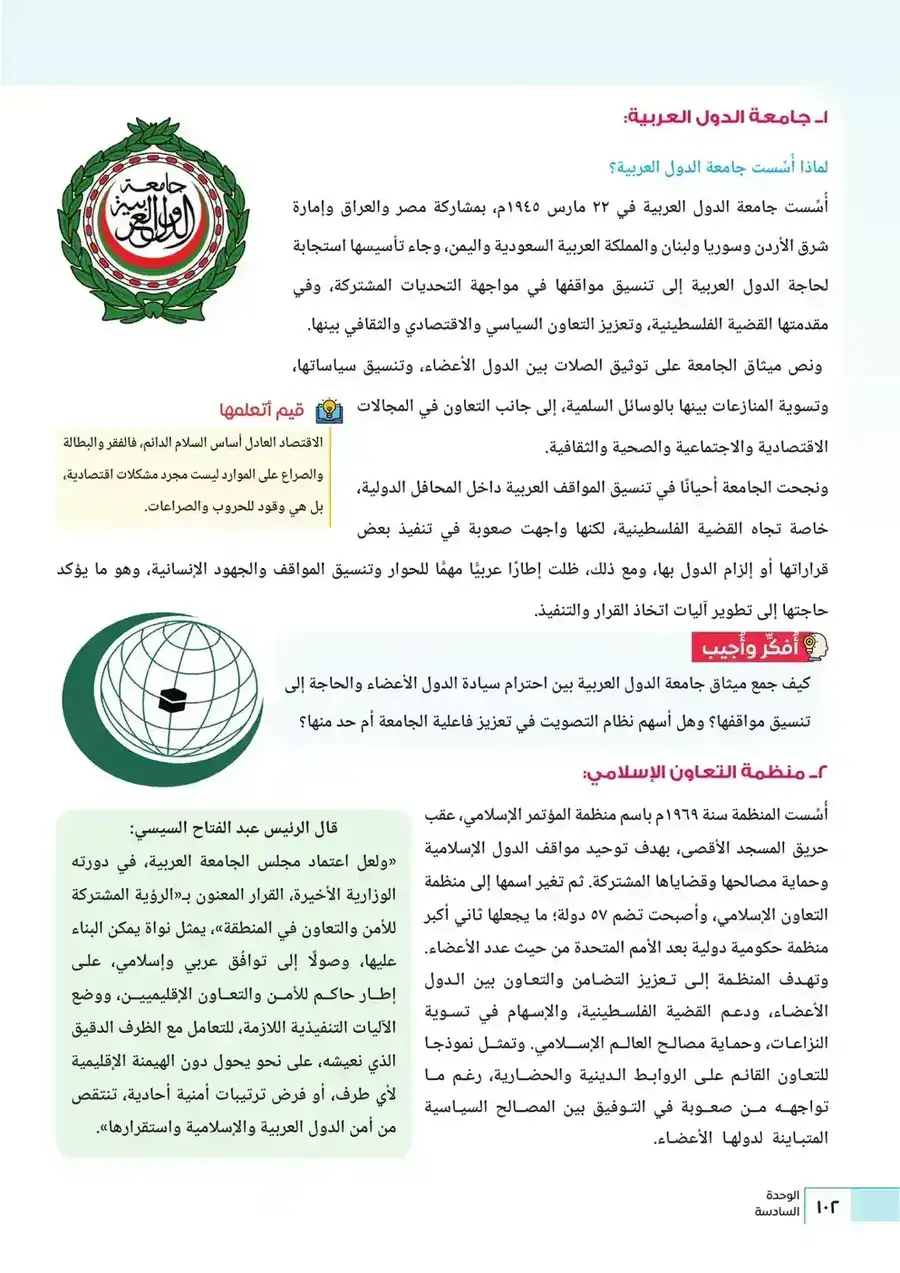 ١ـ جامعة الدول العربية:
لماذا أُسِّست جامعة الدول العربية؟
أُسِّست جامعة الدول العربية في ٢٢ مارس ١٩٤٥م، بمشاركة مصر والعراق وإمارة
شرق الأردن وسوريا ولبنان والمملكة العربية السعودية واليمن، وجاء تأسيسها استجابة
لحاجة الدول العربية إلى تنسيق مواقفها في مواجهة التحديات المشتركة، وفي
مقدمتها القضية الفلسطينية، وتعزيز التعاون السياسي والاقتصادي والثقافي بينها.
ونص ميثاق الجامعة على توثيق الصلات بين الدول الأعضاء، وتنسيق سياساتها،
وتسوية المنازعات بينها بالوسائل السلمية، إلى جانب التعاون في المجالات
الاقتصادية والاجتماعية والصحية والثقافية.
ونجحت الجامعة أحيانًا في تنسيق المواقف العربية داخل المحافل الدولية،
خاصة تجاه القضية الفلسطينية، لكنها واجهت صعوبة في تنفيذ بعض
قراراتها أو إلزام الدول بها، ومع ذلك، ظلت إطارًا عربيًّا مهمًّا للحوار وتنسيق المواقف والجهود الإنسانية، وهو ما يؤكد
حاجتها إلى تطوير آليات اتخاذ القرار والتنفيذ.
جامعة الدول العربية
قيم أتعلمها
الاقتصاد العادل أساس السلام الدائم، فالفقر والبطالة
والصراع على الموارد ليست مجرد مشكلات اقتصادية،
بل هي وقود للحروب والصراعات.
أفكِّر وأجيب
كيف جمع ميثاق جامعة الدول العربية بين احترام سيادة الدول الأعضاء والحاجة إلى
تنسيق مواقفها؟ وهل أسهم نظام التصويت في تعزيز فاعلية الجامعة أم حد منها؟
٢ـ منظمة التعاون الإسلامي:
أُسِّست المنظمة سنة ١٩٦٩م باسم منظمة المؤتمر الإسلامي، عقب
حريق المسجد الأقصى، بهدف توحيد مواقف الدول الإسلامية
وحماية مصالحها وقضاياها المشتركة. ثم تغير اسمها إلى منظمة
التعاون الإسلامي، وأصبحت تضم ٥٧ دولة؛ ما يجعلها ثاني أكبر
منظمة حكومية دولية بعد الأمم المتحدة من حيث عدد الأعضاء.
وتهدف المنظمة إلى تعزيز التضامن والتعاون بين الدول
الأعضاء، ودعم القضية الفلسطينية، والإسهام في تسوية
النزاعات، وحماية مصالح العالم الإسلامي. وتمثل نموذجا
للتعاون القائم على الروابط الدينية والحضارية، رغم ما
تواجهه من صعوبة في التوفيق بين المصالح السياسية
المتباينة لدولها الأعضاء.
قال الرئيس عبد الفتاح السيسي:
«ولعل اعتماد مجلس الجامعة العربية، في دورته
الوزارية الأخيرة، القرار المعنون بـ«الرؤية المشتركة
للأمن والتعاون في المنطقة»، يمثل نواة يمكن البناء
عليها، وصولًا إلى توافُق عربي وإسلامي، على
إطار حاكم للأمن والتعاون الإقليميين، ووضع
الآليات التنفيذية اللازمة، للتعامل مع الظرف الدقيق
الذي نعيشه، على نحو يحول دون الهيمنة الإقليمية
لأي طرف، أو فرض ترتيبات أمنية أحادية، تنتقص
من أمن الدول العربية والإسلامية واستقرارها».
الوحدة
السادسة
١٠٢